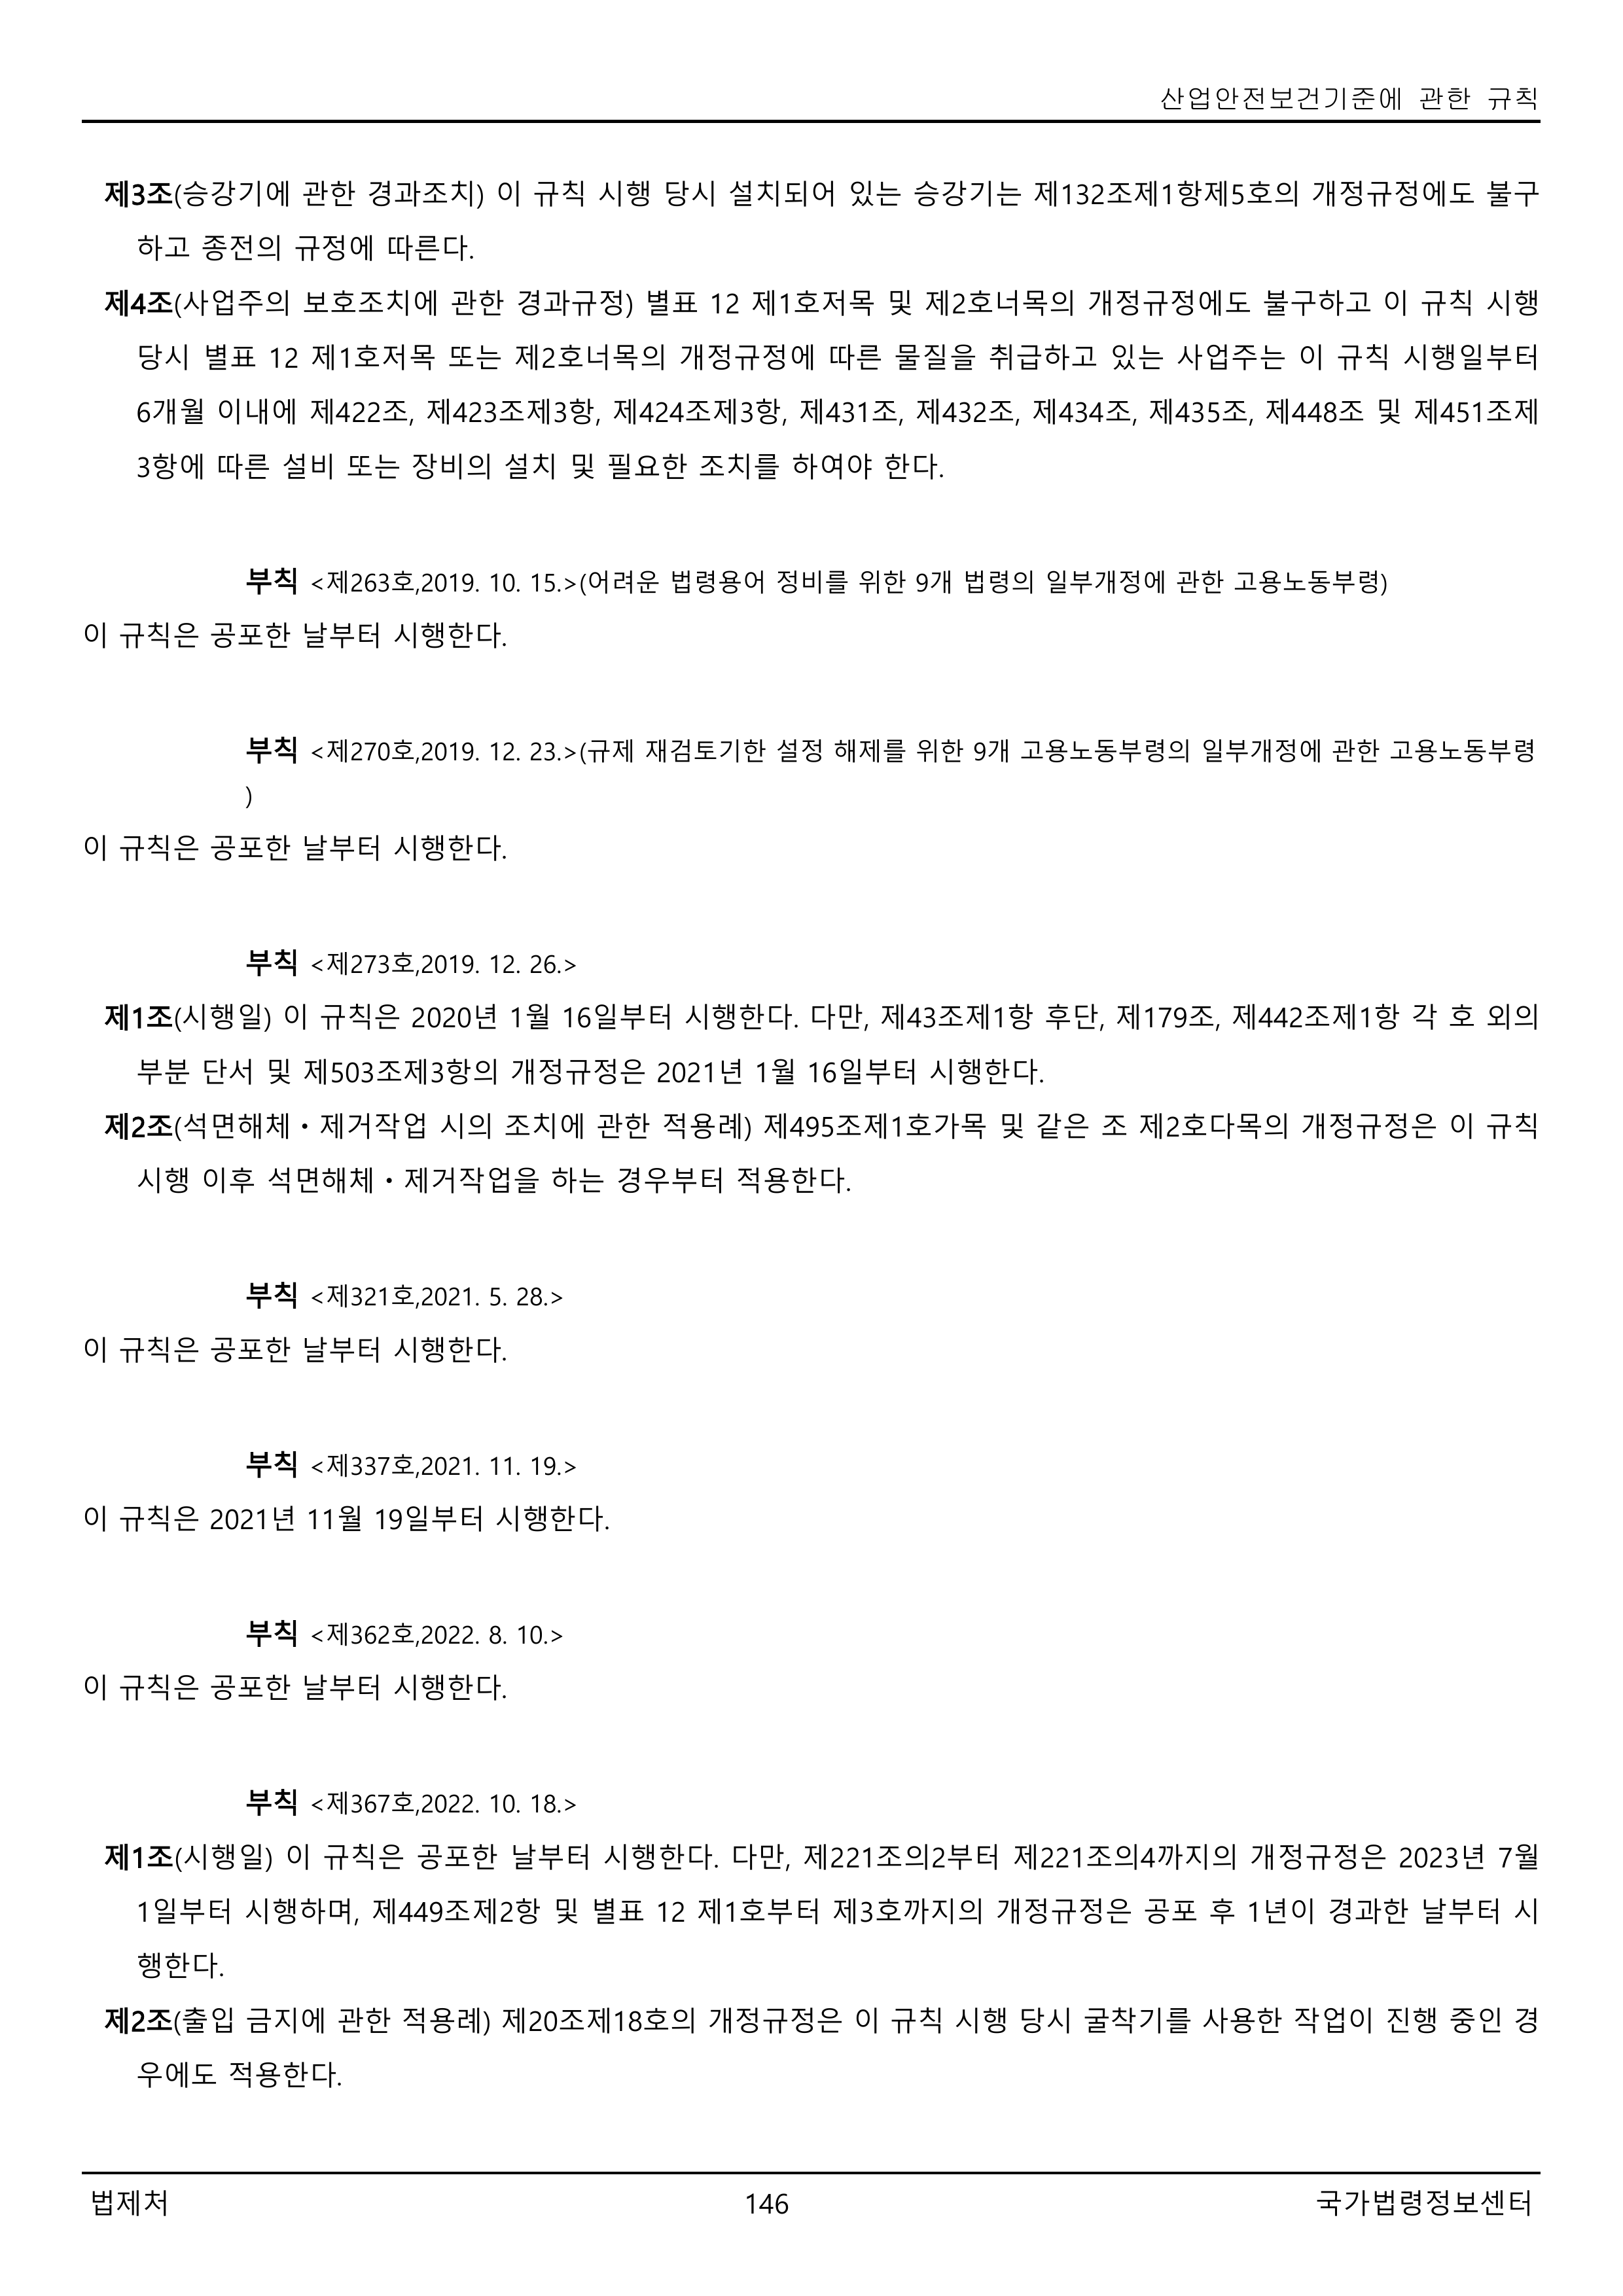 산업안전보건기준에 관한 규칙
제3조(승강기에 관한 경과조치) 이 규칙 시행 당시 설치되어 있는 승강기는 제132조제1항제5호의 개정규정에도 불구
하고 종전의 규정에 따른다.
제4조(사업주의 보호조치에 관한 경과규정) 별표 12 제1호저목 및 제2호너목의 개정규정에도 불구하고 이 규칙 시행
당시 별표 12 제1호저목 또는 제2호너목의 개정규정에 따른 물질을 취급하고 있는 사업주는 이 규칙 시행일부터
6개월 이내에 제422조, 제423조제3항, 제424조제3항, 제431조, 제432조, 제434조, 제435조, 제448조 및 제451조제
3항에 따른 설비 또는 장비의 설치 및 필요한 조치를 하여야 한다.
부칙 <제263호,2019. 10. 15.>(어려운 법령용어 정비를 위한 9개 법령의 일부개정에 관한 고용노동부령)
이 규칙은 공포한 날부터 시행한다.
부칙 <제270호,2019. 12. 23.>(규제 재검토기한 설정 해제를 위한 9개 고용노동부령의 일부개정에 관한 고용노동부령
)
이 규칙은 공포한 날부터 시행한다.
부칙 <제273호,2019. 12. 26.>
제1조(시행일) 이 규칙은 2020년 1월 16일부터 시행한다. 다만, 제43조제1항 후단, 제179조, 제442조제1항 각 호 외의
부분 단서 및 제503조제3항의 개정규정은 2021년 1월 16일부터 시행한다.
제2조(석면해체ㆍ제거작업 시의 조치에 관한 적용례) 제495조제1호가목 및 같은 조 제2호다목의 개정규정은 이 규칙
시행 이후 석면해체ㆍ제거작업을 하는 경우부터 적용한다.
부칙 <제321호,2021. 5. 28.>
이 규칙은 공포한 날부터 시행한다.
부칙 <제337호,2021. 11. 19.>
이 규칙은 2021년 11월 19일부터 시행한다.
부칙 <제362호,2022. 8. 10.>
이 규칙은 공포한 날부터 시행한다.
부칙 <제367호,2022. 10. 18.>
제1조(시행일) 이 규칙은 공포한 날부터 시행한다. 다만, 제221조의2부터 제221조의4까지의 개정규정은 2023년 7월
1일부터 시행하며, 제449조제2항 및 별표 12 제1호부터 제3호까지의 개정규정은 공포 후 1년이 경과한 날부터 시
행한다.
제2조(출입 금지에 관한 적용례) 제20조제18호의 개정규정은 이 규칙 시행 당시 굴착기를 사용한 작업이 진행 중인 경
우에도 적용한다.
법제처 146 국가법령정보센터